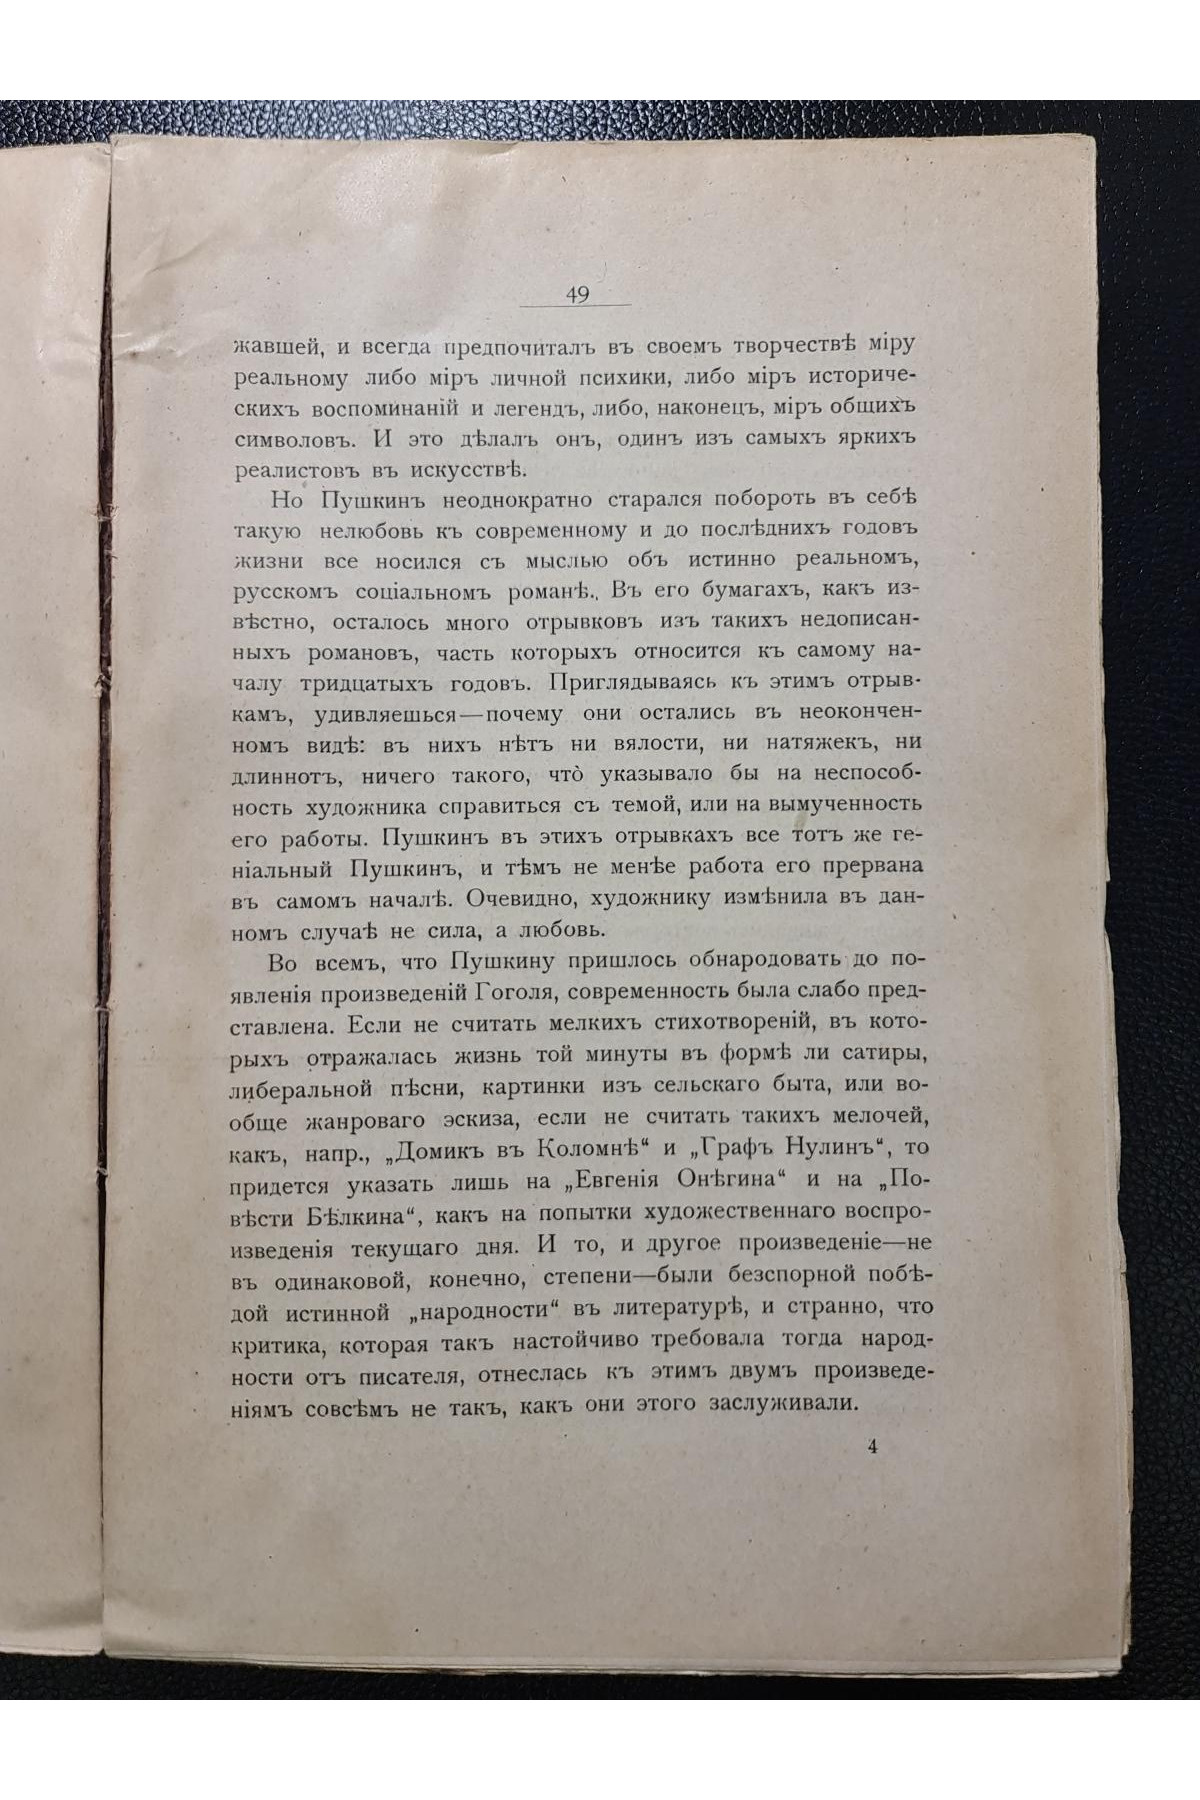 49
жавшей, и всегда предпочиталъ въ своемъ творчествѣ міру
реальному либо міръ личной психики, либо міръ историче-
скихъ воспоминаній и легендъ, либо, наконецъ, міръ общихъ
символовъ. И это дѣлалъ онъ, одинъ изъ самыхъ яркихъ
реалистовъ въ искусствѣ.
Но Пушкинъ неоднократно старался побороть въ себѣ
такую нелюбовь къ современному и до послѣднихъ годовъ
жизни все носился съ мыслью объ истинно реальномъ,
русскомъ соціальномъ романѣ. Въ его бумагахъ, какъ из-
вѣстно, осталось много отрывковъ изъ такихъ недописан-
ныхъ романовъ, часть которыхъ относится къ самому на-
чалу тридцатыхъ годовъ. Приглядываясь къ этимъ отрыв-
камъ, удивляешься—почему они остались въ неокончен-
номъ видѣ: въ нихъ нѣтъ ни вялости, ни натяжекъ, ни
длиннотъ, ничего такого, что̀ указывало бы на неспособ-
ность художника справиться съ темой, или на вымученность
его работы. Пушкинъ въ этихъ отрывкахъ все тотъ же ге-
ніальный Пушкинъ, и тѣмъ не менѣе работа его прервана
въ самомъ началѣ. Очевидно, художнику измѣнила въ дан-
номъ случаѣ не сила, а любовь.
Во всемъ, что Пушкину пришлось обнародовать до по-
явленія произведеній Гоголя, современность была слабо пред-
ставлена. Если не считать мелкихъ стихотвореній, въ кото-
рыхъ отражалась жизнь той минуты въ формѣ ли сатиры,
либеральной пѣсни, картинки изъ сельскаго быта, или во-
обще жанроваго эскиза, если не считать такихъ мелочей,
какъ, напр., „Домикъ въ Коломнѣ“ и „Графъ Нулинъ“, то
придется указать лишь на „Евгенія Онѣгина“ и на „По-
вѣсти Бѣлкина“, какъ на попытки художественнаго воспро-
изведенія текущаго дня. И то, и другое произведеніе—не
въ одинаковой, конечно, степени—были безспорной побѣ-
дой истинной „народности“ въ литературѣ, и странно, что
критика, которая такъ настойчиво требовала тогда народ-
ности отъ писателя, отнеслась къ этимъ двумъ произведе-
ніямъ совсѣмъ не такъ, какъ они этого заслуживали.
4